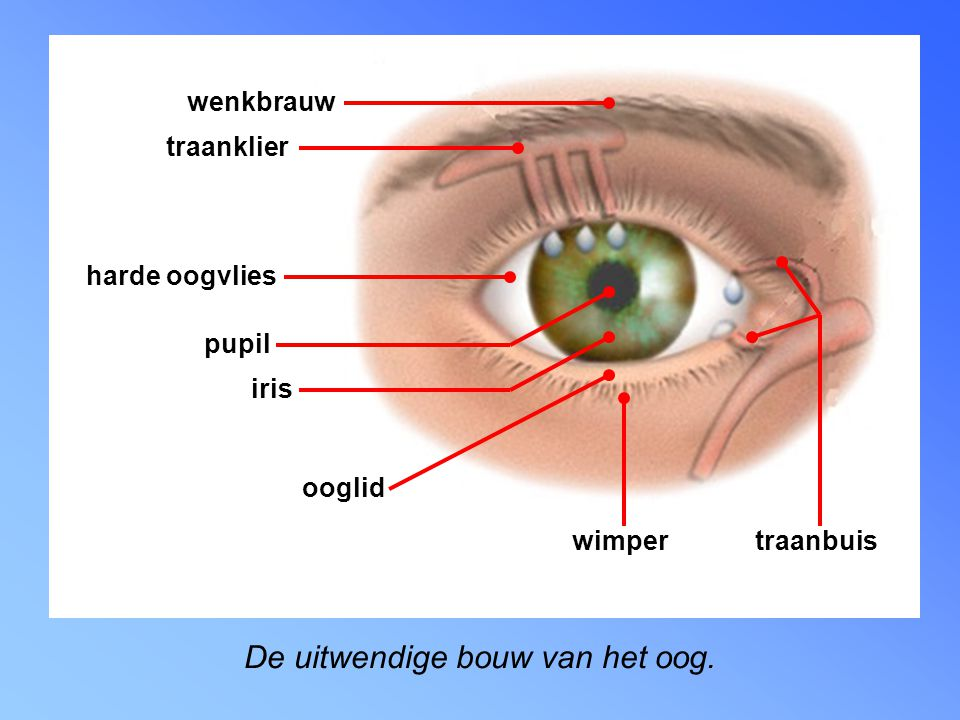 wenkbrauw
traanklier
harde oogvlies
pupil
iris
ooglid
wimper
traanbuis
De uitwendige bouw van het oog.